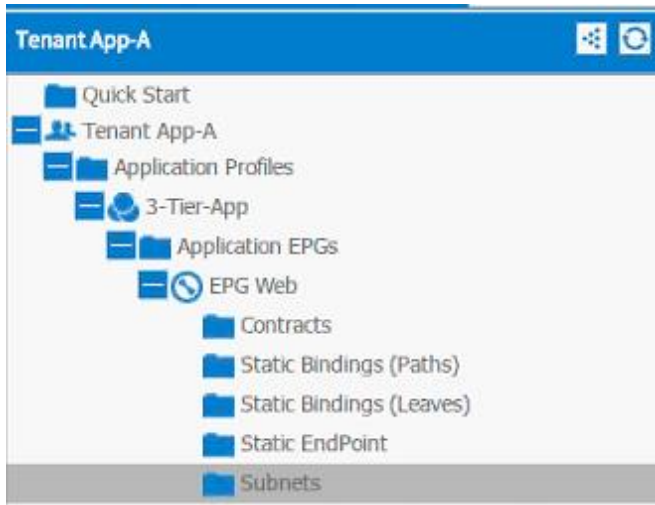 Tenant App-A
Quick Start
Tenant App-A
Application Profiles
3-Tier-App
Application EPGs
EPG Web
Contracts
Static Bindings (Paths)
Static Bindings (Leaves)
Static EndPoint
Subnets